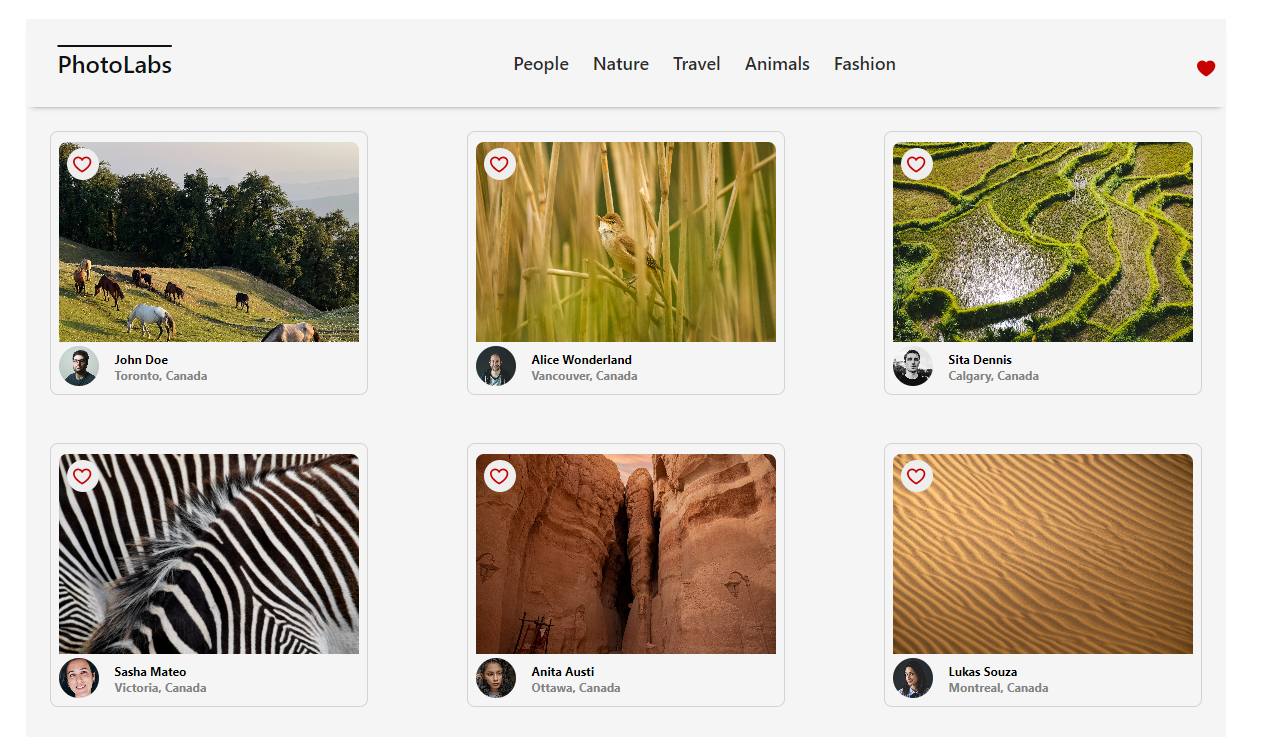 PhotoLabs
People Nature Travel Animals Fashion
John Doe
Toronto, Canada
Alice Wonderland
Vancouver, Canada
Sita Dennis
Calgary, Canada
Sasha Mateo
Victoria, Canada
Anita Austi
Ottawa, Canada
Lukas Souza
Montreal, Canada